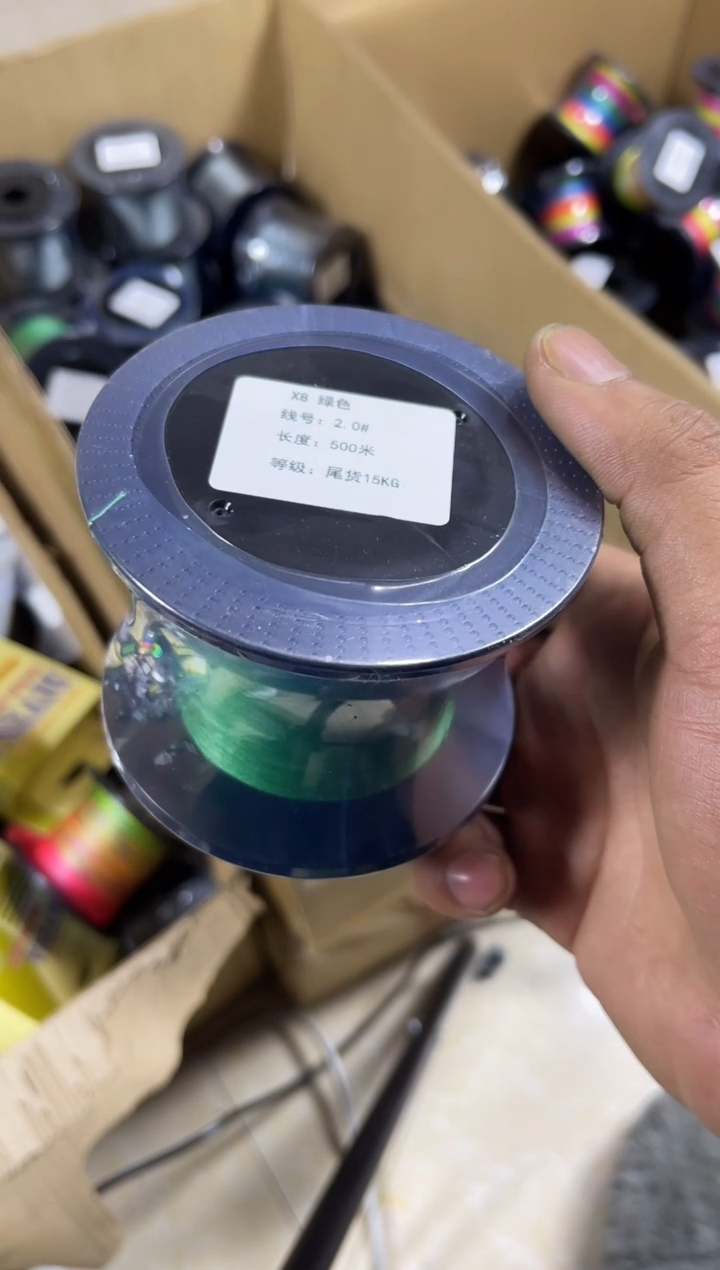 X8 绿色
线号: 2.0#
长度: 500米
等级: 尾货15KG